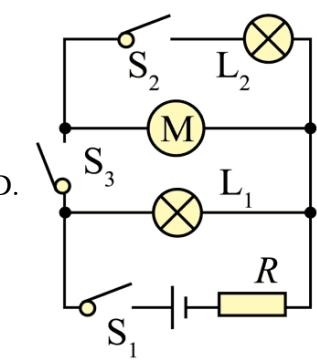 S₂ L₂
M
D. S₃ L₁
R
S₁